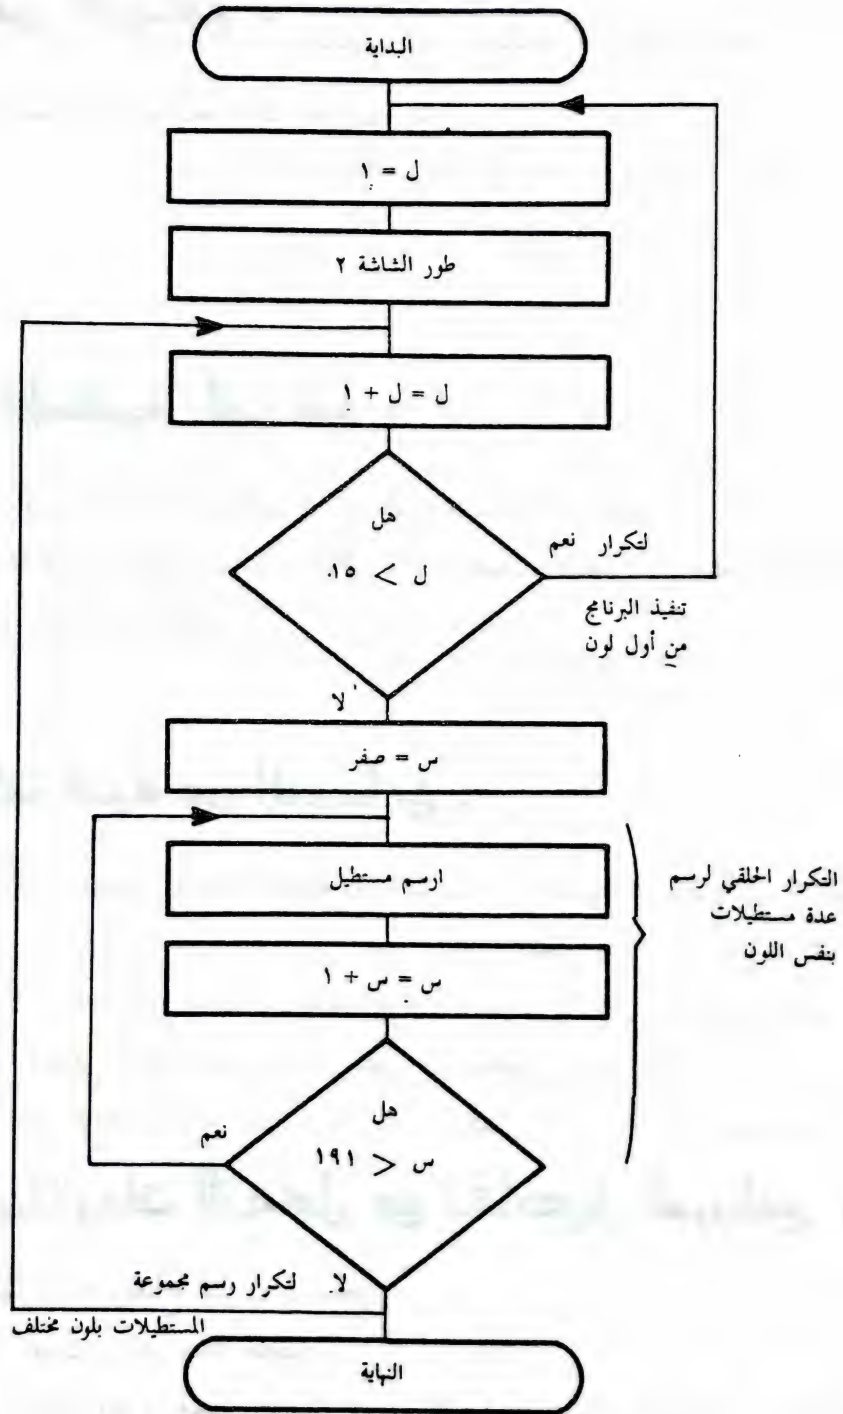 البداية
ل = ١
طور الشاشة ٢
ل = ل + ١
هل
ل < ١٥
لتكرار نعم
تنفيذ البرنامج
من أول لون
لا
س = صفر
ارسم مستطيل
س = س + ١
التكرار الحلقي لرسم
عدة مستطيلات
بنفس اللون
هل
س < ١٩١
نعم
لا لتكرار رسم مجموعة
المستطيلات بلون مختلف
النهاية